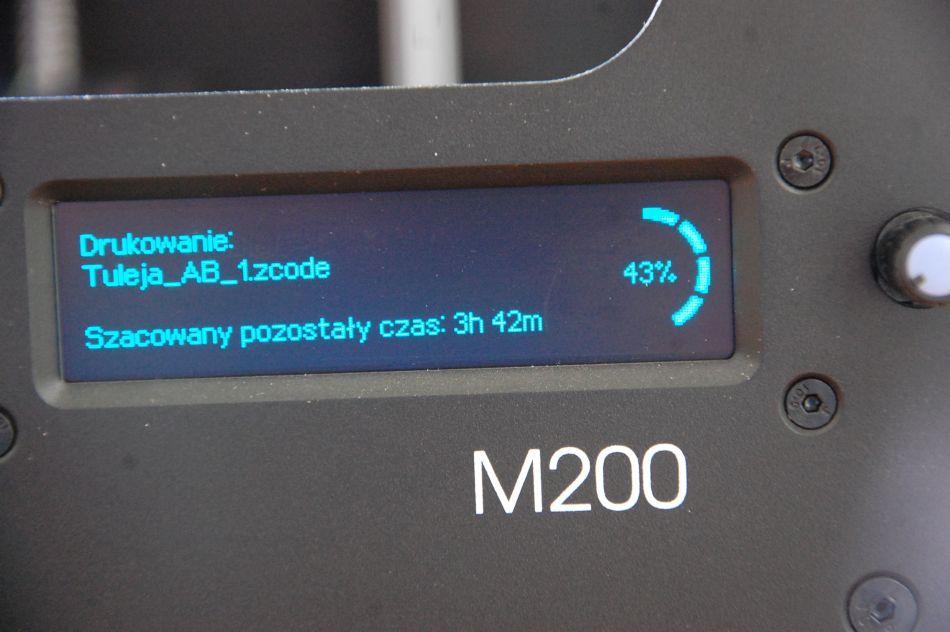 Drukowanie:
Tuleja_AB_1.zcode
43%
Szacowany pozostały czas: 3h 42m
M200